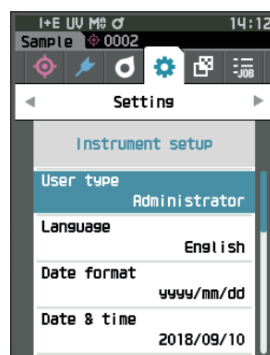 I+E UV M0 ♂ 14:12
Sample 0002
-JOB
Setting
Instrument setup
User type
Administrator
Language
English
Date format
yyyy/mm/dd
Date & time
2018/09/10